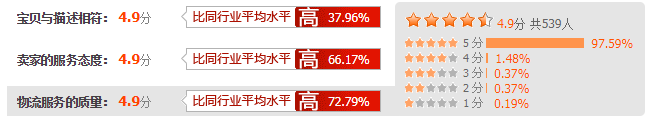 宝贝与描述相符: 4.9分 比同行业平均水平 高 37.96%
卖家的服务态度: 4.9分 比同行业平均水平 高 66.17%
物流服务的质量: 4.9分 比同行业平均水平 高 72.79%
4.9分 共539人
5分 97.59%
4分 1.48%
3分 0.37%
2分 0.37%
1分 0.19%